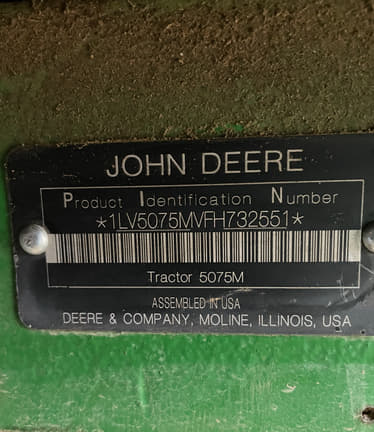 JOHN DEERE
Product Identification Number
*1LV5075MVFH732551*
Tractor 5075M
ASSEMBLED IN USA
DEERE & COMPANY, MOLINE, ILLINOIS, USA